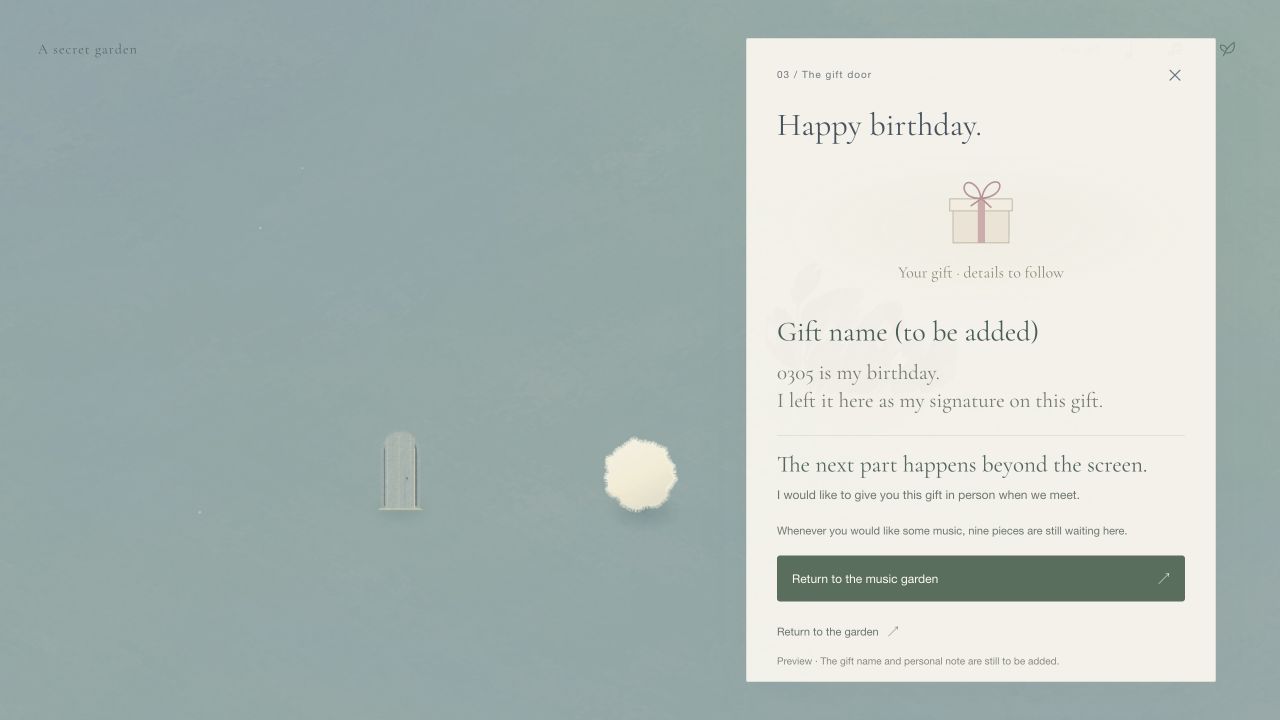 A secret garden
03 / The gift door
Happy birthday.
Your gift · details to follow
Gift name (to be added)
0305 is my birthday.
I left it here as my signature on this gift.
The next part happens beyond the screen.
I would like to give you this gift in person when we meet.
Whenever you would like some music, nine pieces are still waiting here.
Return to the music garden
Return to the garden
Preview · The gift name and personal note are still to be added.